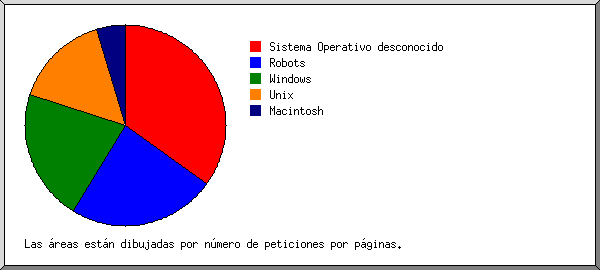 Sistema Operativo desconocido
Robots
Windows
Unix
Macintosh
Las áreas están dibujadas por número de peticiones por páginas.